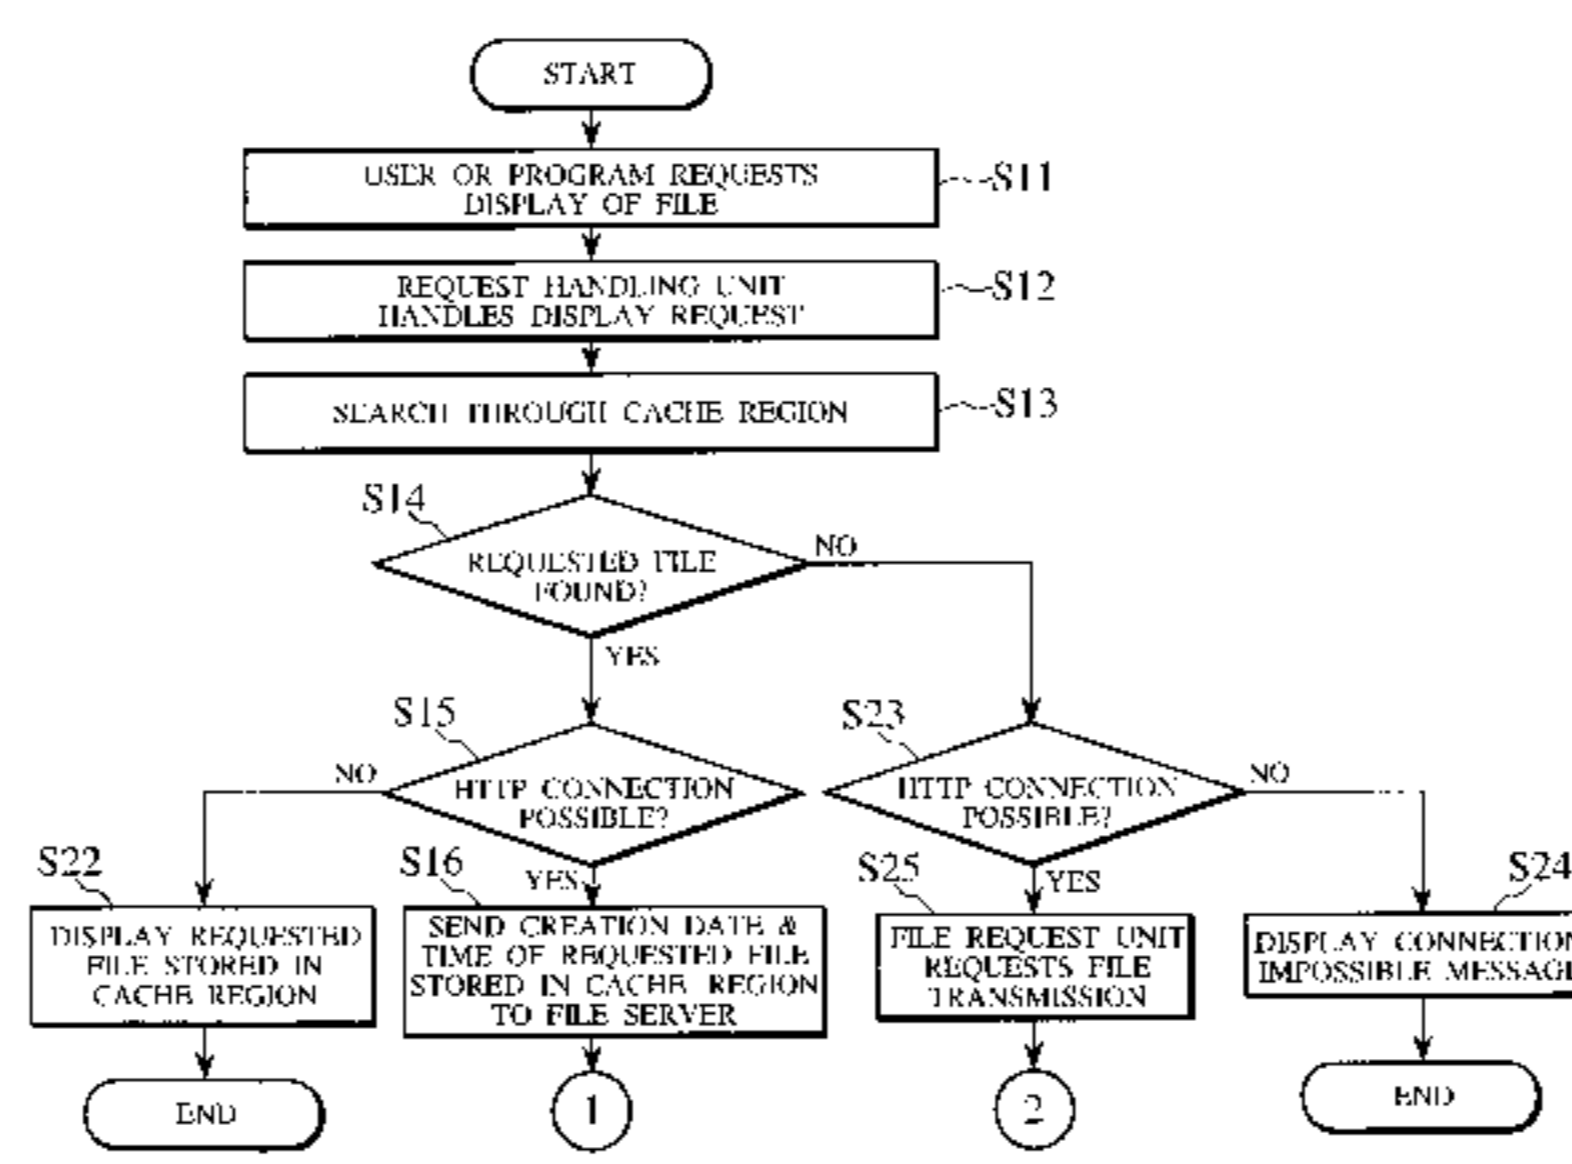 START
USER OR PROGRAM REQUESTS
DISPLAY OF FILE
S11
REQUEST HANDLING UNIT
HANDLES DISPLAY REQUEST
S12
SEARCH THROUGH CACHE REGION
S13
S14
REQUESTED FILE
FOUND?
NO
YES
S15
HTTP CONNECTION
POSSIBLE?
NO
YES
S23
HTTP CONNECTION
POSSIBLE?
NO
YES
S22
DISPLAY REQUESTED
FILE STORED IN
CACHE REGION
S16
SEND CREATION DATE &
TIME OF REQUESTED FILE
STORED IN CACHE REGION
TO FILE SERVER
S25
FILE REQUEST UNIT
REQUESTS FILE
TRANSMISSION
S24
DISPLAY CONNECTION
IMPOSSIBLE MESSAGE
END
1
2
END